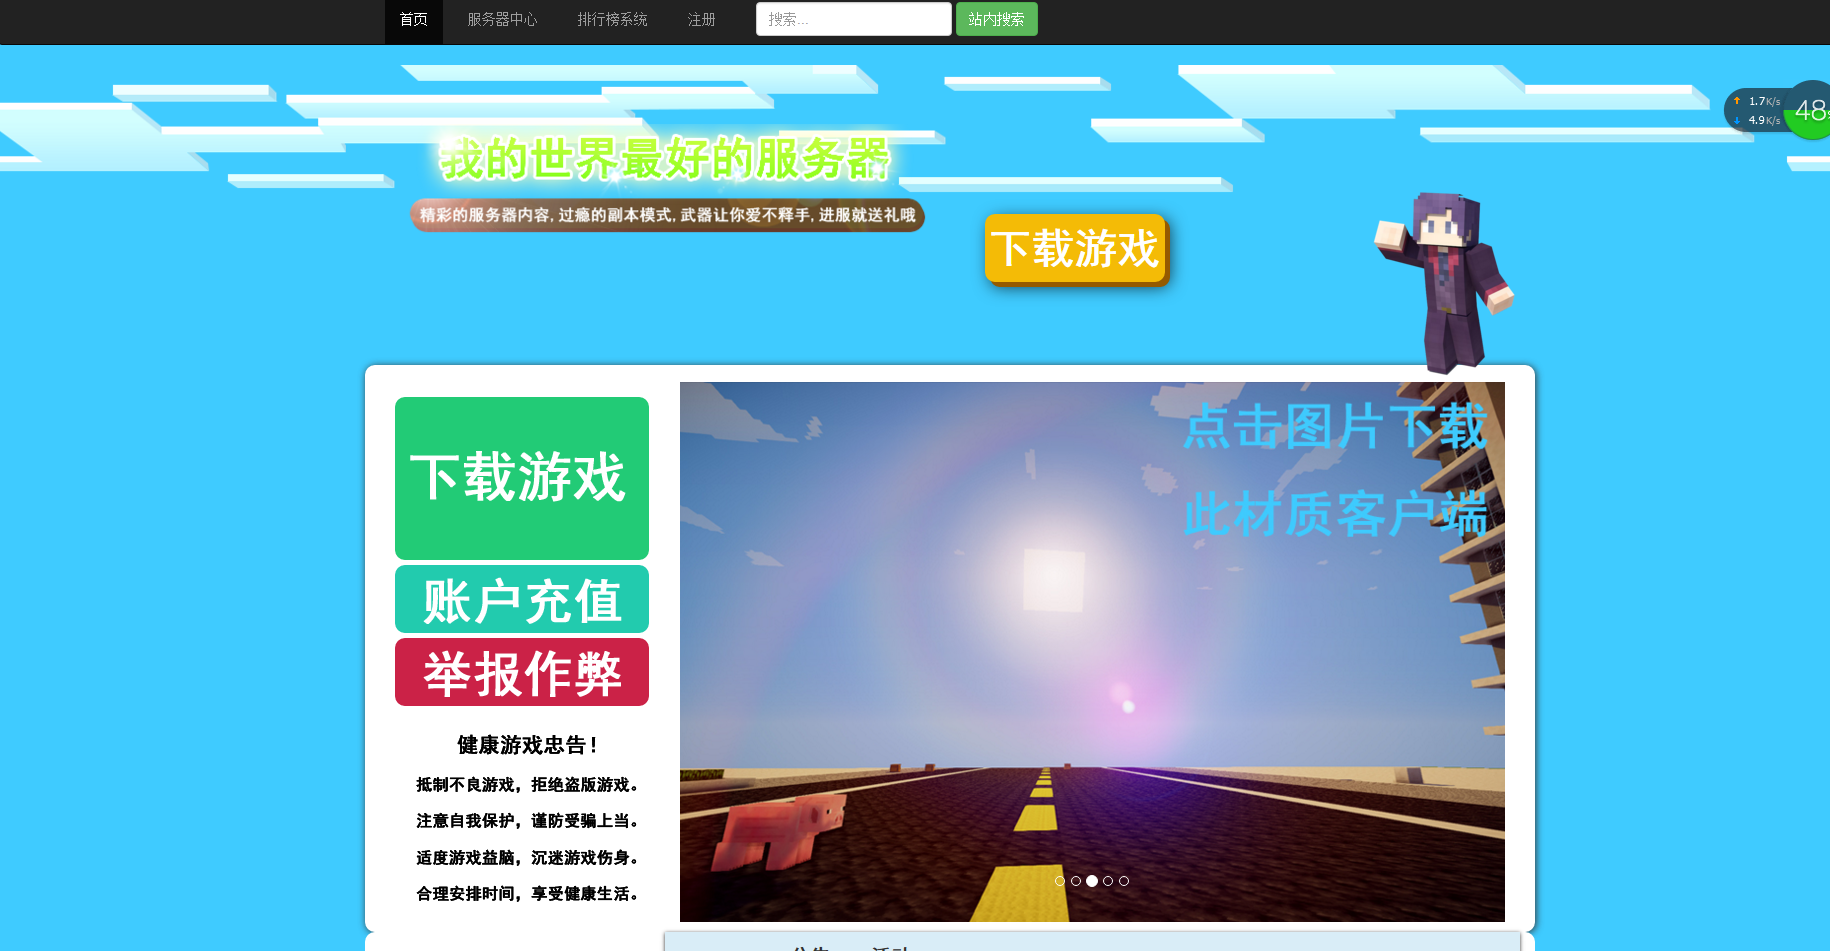 首页 服务器中心 排行榜系统 注册 搜索... 站内搜索
1.7K/s
4.9K/s
48
我的世界最好的服务器
精彩的服务器内容,过瘾的副本模式,武器让你爱不释手,进服就送礼哦
下载游戏
下载游戏
账户充值
举报作弊
健康游戏忠告！
抵制不良游戏，拒绝盗版游戏。
注意自我保护，谨防受骗上当。
适度游戏益脑，沉迷游戏伤身。
合理安排时间，享受健康生活。
点击图片下载
此材质客户端